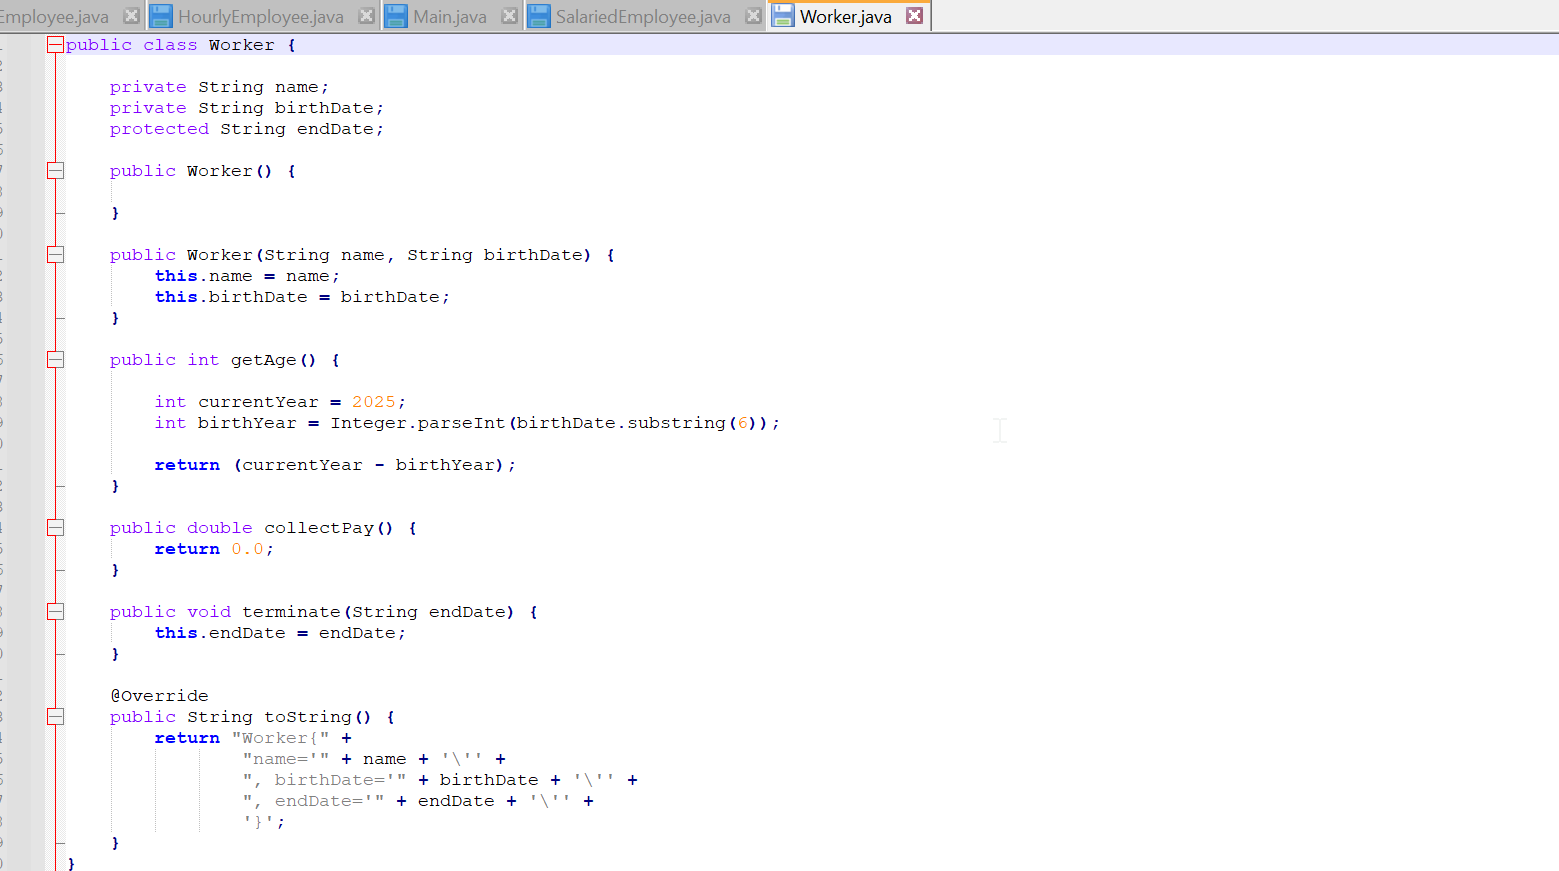 Employee.java HourlyEmployee.java Main.java SalariedEmployee.java Worker.java
public class Worker {
private String name;
private String birthDate;
protected String endDate;
public Worker() {
}
public Worker(String name, String birthDate) {
this.name = name;
this.birthDate = birthDate;
}
public int getAge() {
int currentYear = 2025;
int birthYear = Integer.parseInt(birthDate.substring(6));
return (currentYear - birthYear);
}
public double collectPay() {
return 0.0;
}
public void terminate(String endDate) {
this.endDate = endDate;
}
@Override
public String toString() {
return "Worker{" +
"name='" + name + '\'' +
", birthDate='" + birthDate + '\'' +
", endDate='" + endDate + '\'' +
'}';
}
}